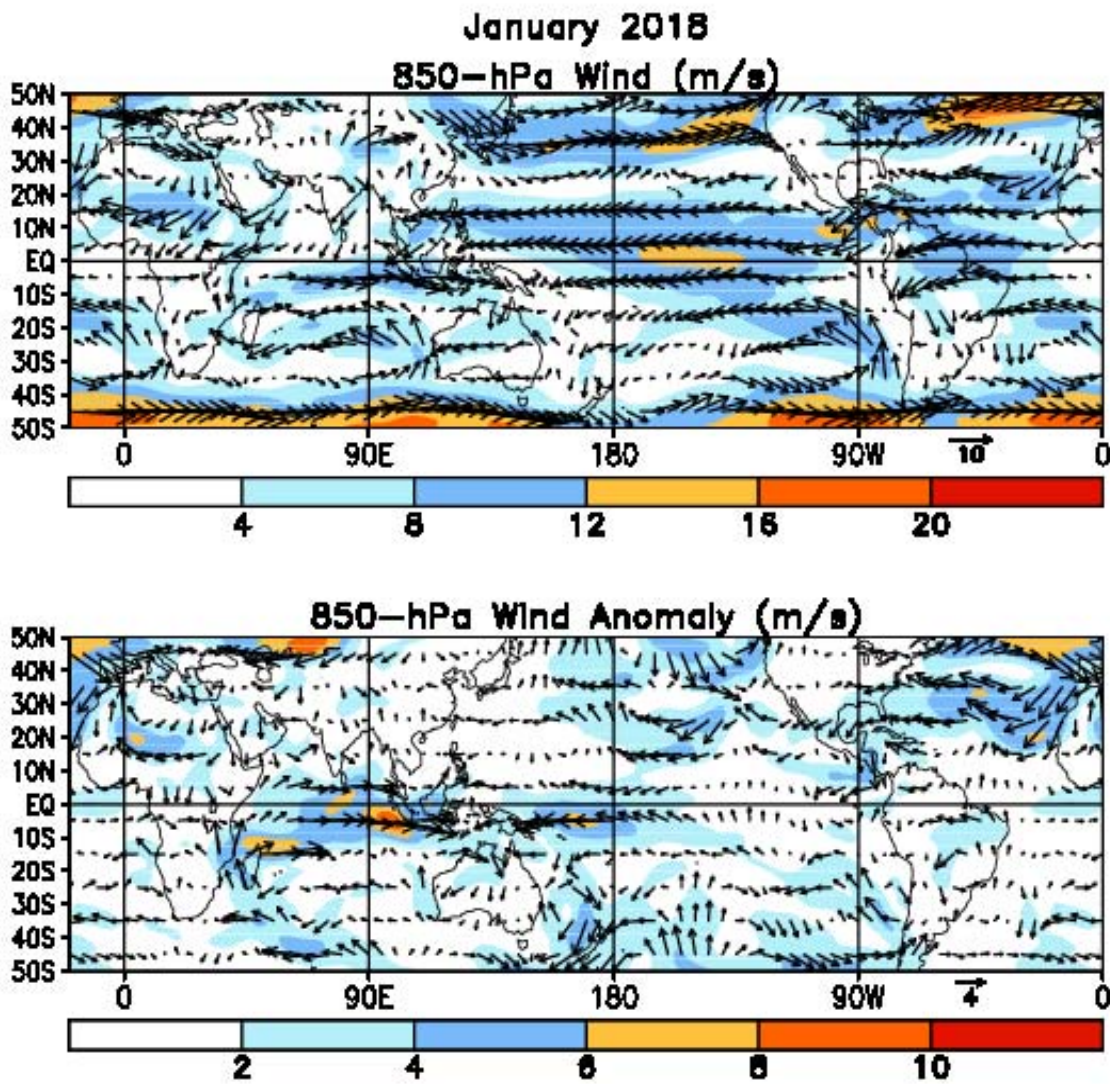 January 2018
850-hPa Wind (m/s)
50N
40N
30N
20N
10N
EQ
10S
20S
30S
40S
50S
0 90E 180 90W 10 0
4 8 12 16 20
850-hPa Wind Anomaly (m/s)
50N
40N
30N
20N
10N
EQ
10S
20S
30S
40S
50S
0 90E 180 90W 4 0
2 4 6 8 10